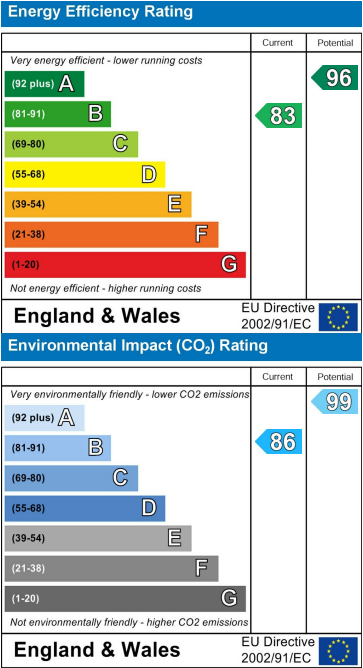 Energy Efficiency Rating
Current Potential
Very energy efficient - lower running costs
(92 plus) A
96
(81-91) B
83
(69-80) C
(55-68) D
(39-54) E
(21-38) F
(1-20) G
Not energy efficient - higher running costs
England & Wales
EU Directive
2002/91/EC
Environmental Impact (CO₂) Rating
Current Potential
Very environmentally friendly - lower CO2 emissions
(92 plus) A
99
(81-91) B
86
(69-80) C
(55-68) D
(39-54) E
(21-38) F
(1-20) G
Not environmentally friendly - higher CO2 emissions
England & Wales
EU Directive
2002/91/EC